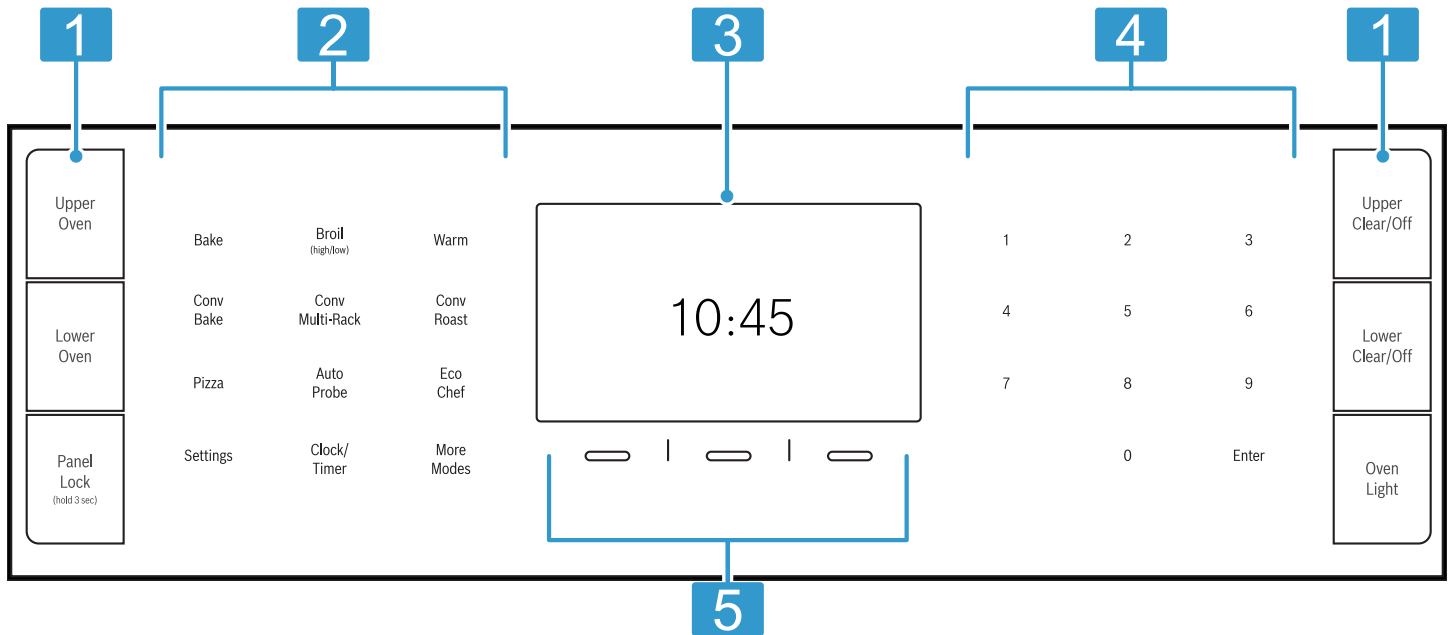 1
2
3
4
1
Upper
Oven
Lower
Oven
Panel
Lock
(hold 3 sec)
Bake
Broil
(high/low)
Warm
Conv
Bake
Conv
Multi-Rack
Conv
Roast
Pizza
Auto
Probe
Eco
Chef
Settings
Clock/
Timer
More
Modes
10:45
1
2
3
4
5
6
7
8
9
0
Enter
Upper
Clear/Off
Lower
Clear/Off
Oven
Light
5